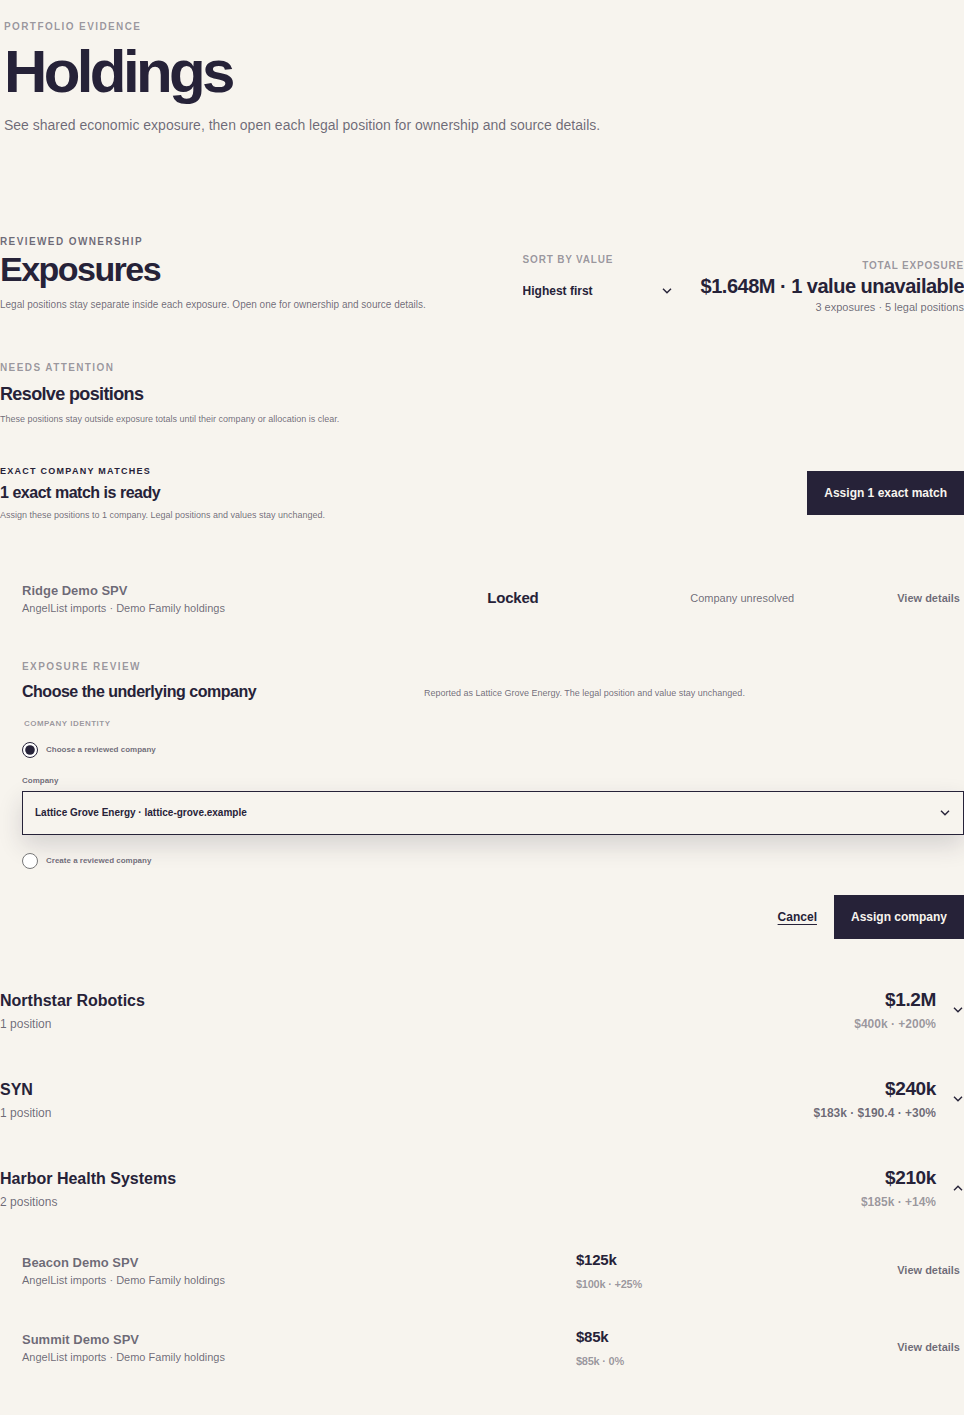 PORTFOLIO EVIDENCE
Holdings
See shared economic exposure, then open each legal position for ownership and source details.
REVIEWED OWNERSHIP
Exposures
Legal positions stay separate inside each exposure. Open one for ownership and source details.
SORT BY VALUE
Highest first
TOTAL EXPOSURE
$1.648M · 1 value unavailable
3 exposures · 5 legal positions
NEEDS ATTENTION
Resolve positions
These positions stay outside exposure totals until their company or allocation is clear.
EXACT COMPANY MATCHES
1 exact match is ready
Assign these positions to 1 company. Legal positions and values stay unchanged.
Assign 1 exact match
Ridge Demo SPV
AngelList imports · Demo Family holdings
Locked
Company unresolved
View details
EXPOSURE REVIEW
Choose the underlying company
Reported as Lattice Grove Energy. The legal position and value stay unchanged.
COMPANY IDENTITY
Choose a reviewed company
Company
Lattice Grove Energy · lattice-grove.example
Create a reviewed company
Cancel
Assign company
Northstar Robotics
1 position
$1.2M
$400k · +200%
SYN
1 position
$240k
$183k · $190.4 · +30%
Harbor Health Systems
2 positions
$210k
$185k · +14%
Beacon Demo SPV
AngelList imports · Demo Family holdings
$125k
$100k · +25%
View details
Summit Demo SPV
AngelList imports · Demo Family holdings
$85k
$85k · 0%
View details